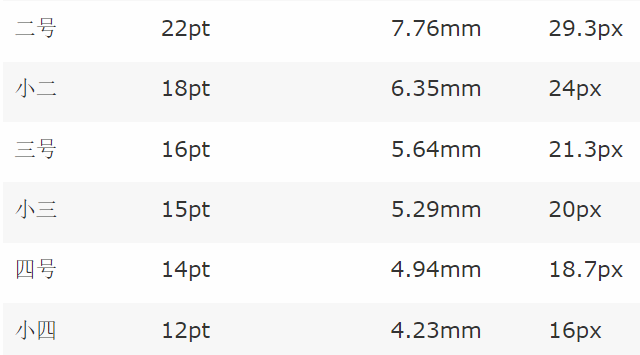 二号 22pt 7.76mm 29.3px
小二 18pt 6.35mm 24px
三号 16pt 5.64mm 21.3px
小三 15pt 5.29mm 20px
四号 14pt 4.94mm 18.7px
小四 12pt 4.23mm 16px